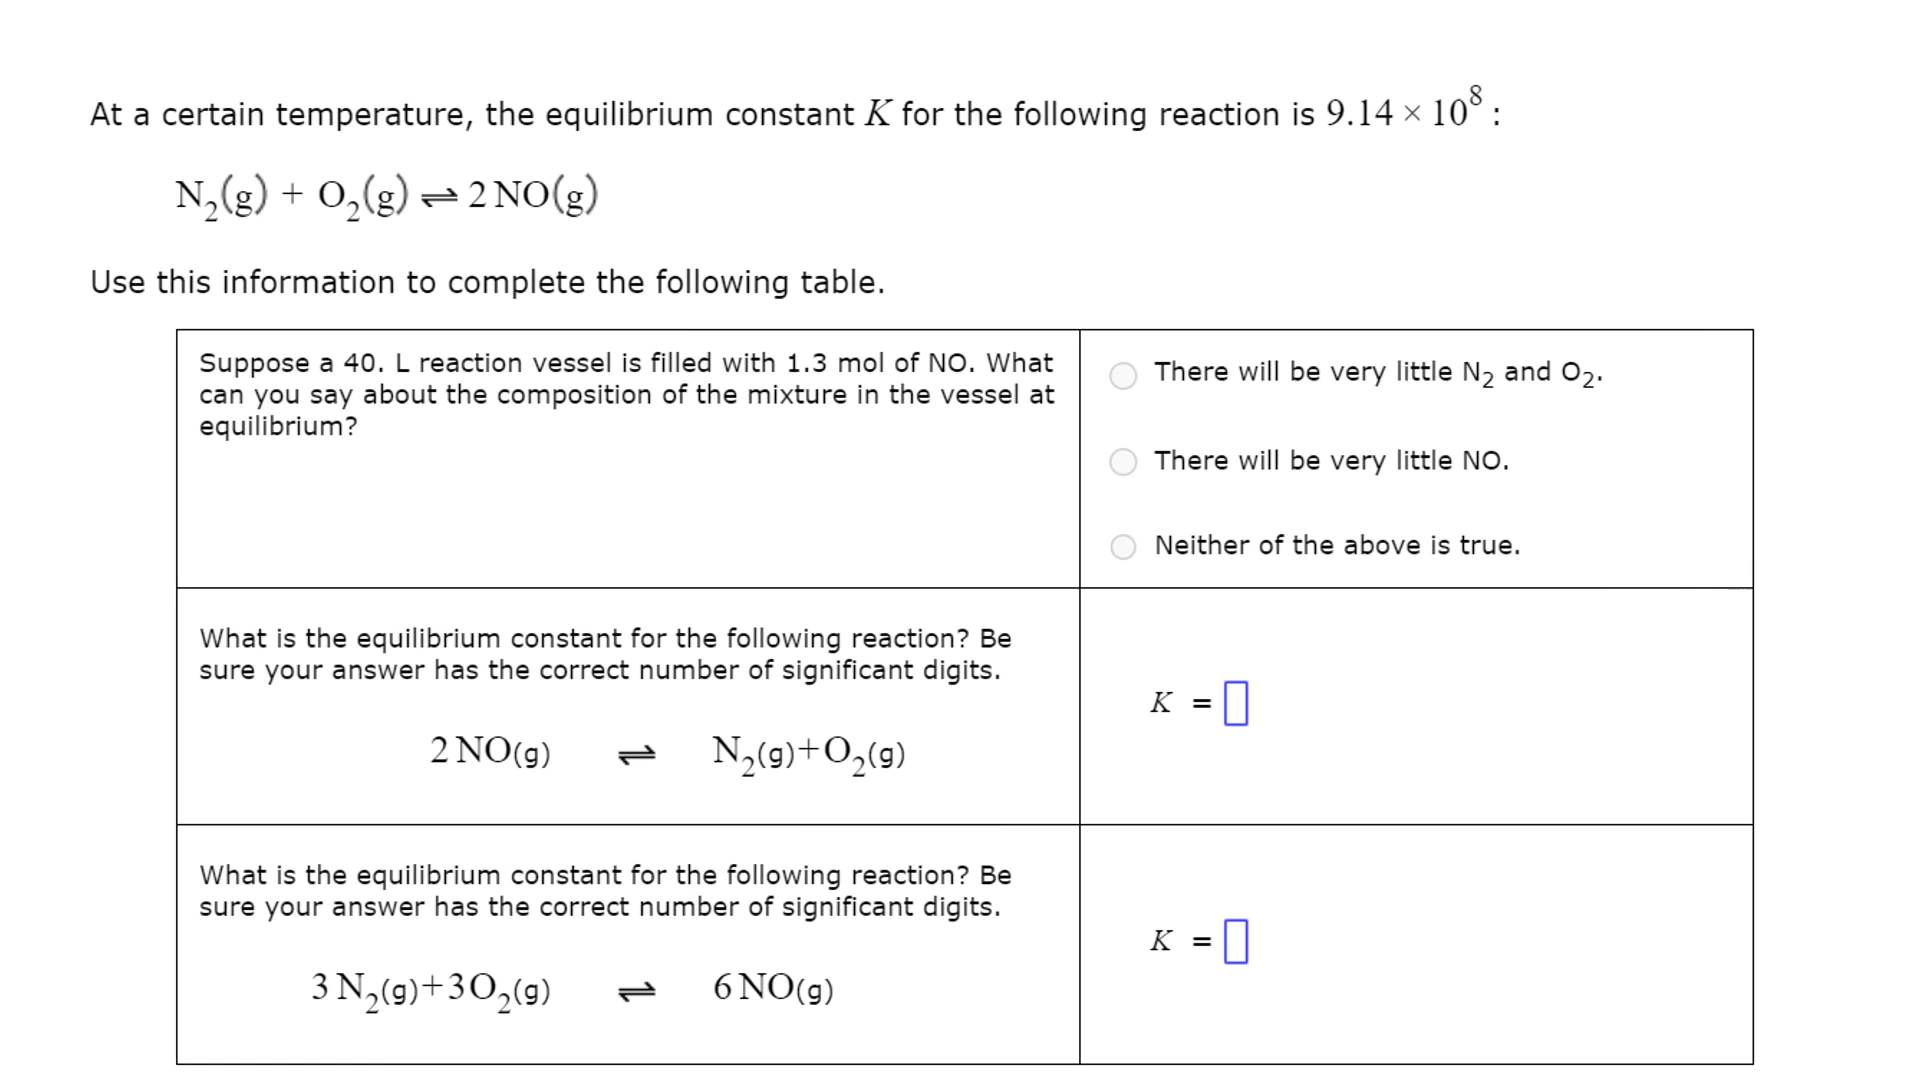 At a certain temperature, the equilibrium constant K for the following reaction is 9.14 × 10⁸ :
N₂(g) + O₂(g) ⇌ 2 NO(g)
Use this information to complete the following table.
Suppose a 40. L reaction vessel is filled with 1.3 mol of NO. What
can you say about the composition of the mixture in the vessel at
equilibrium?
There will be very little N₂ and O₂.
There will be very little NO.
Neither of the above is true.
What is the equilibrium constant for the following reaction? Be
sure your answer has the correct number of significant digits.
2 NO(g) ⇌ N₂(g)+O₂(g)
K =
What is the equilibrium constant for the following reaction? Be
sure your answer has the correct number of significant digits.
3 N₂(g)+3O₂(g) ⇌ 6 NO(g)
K =